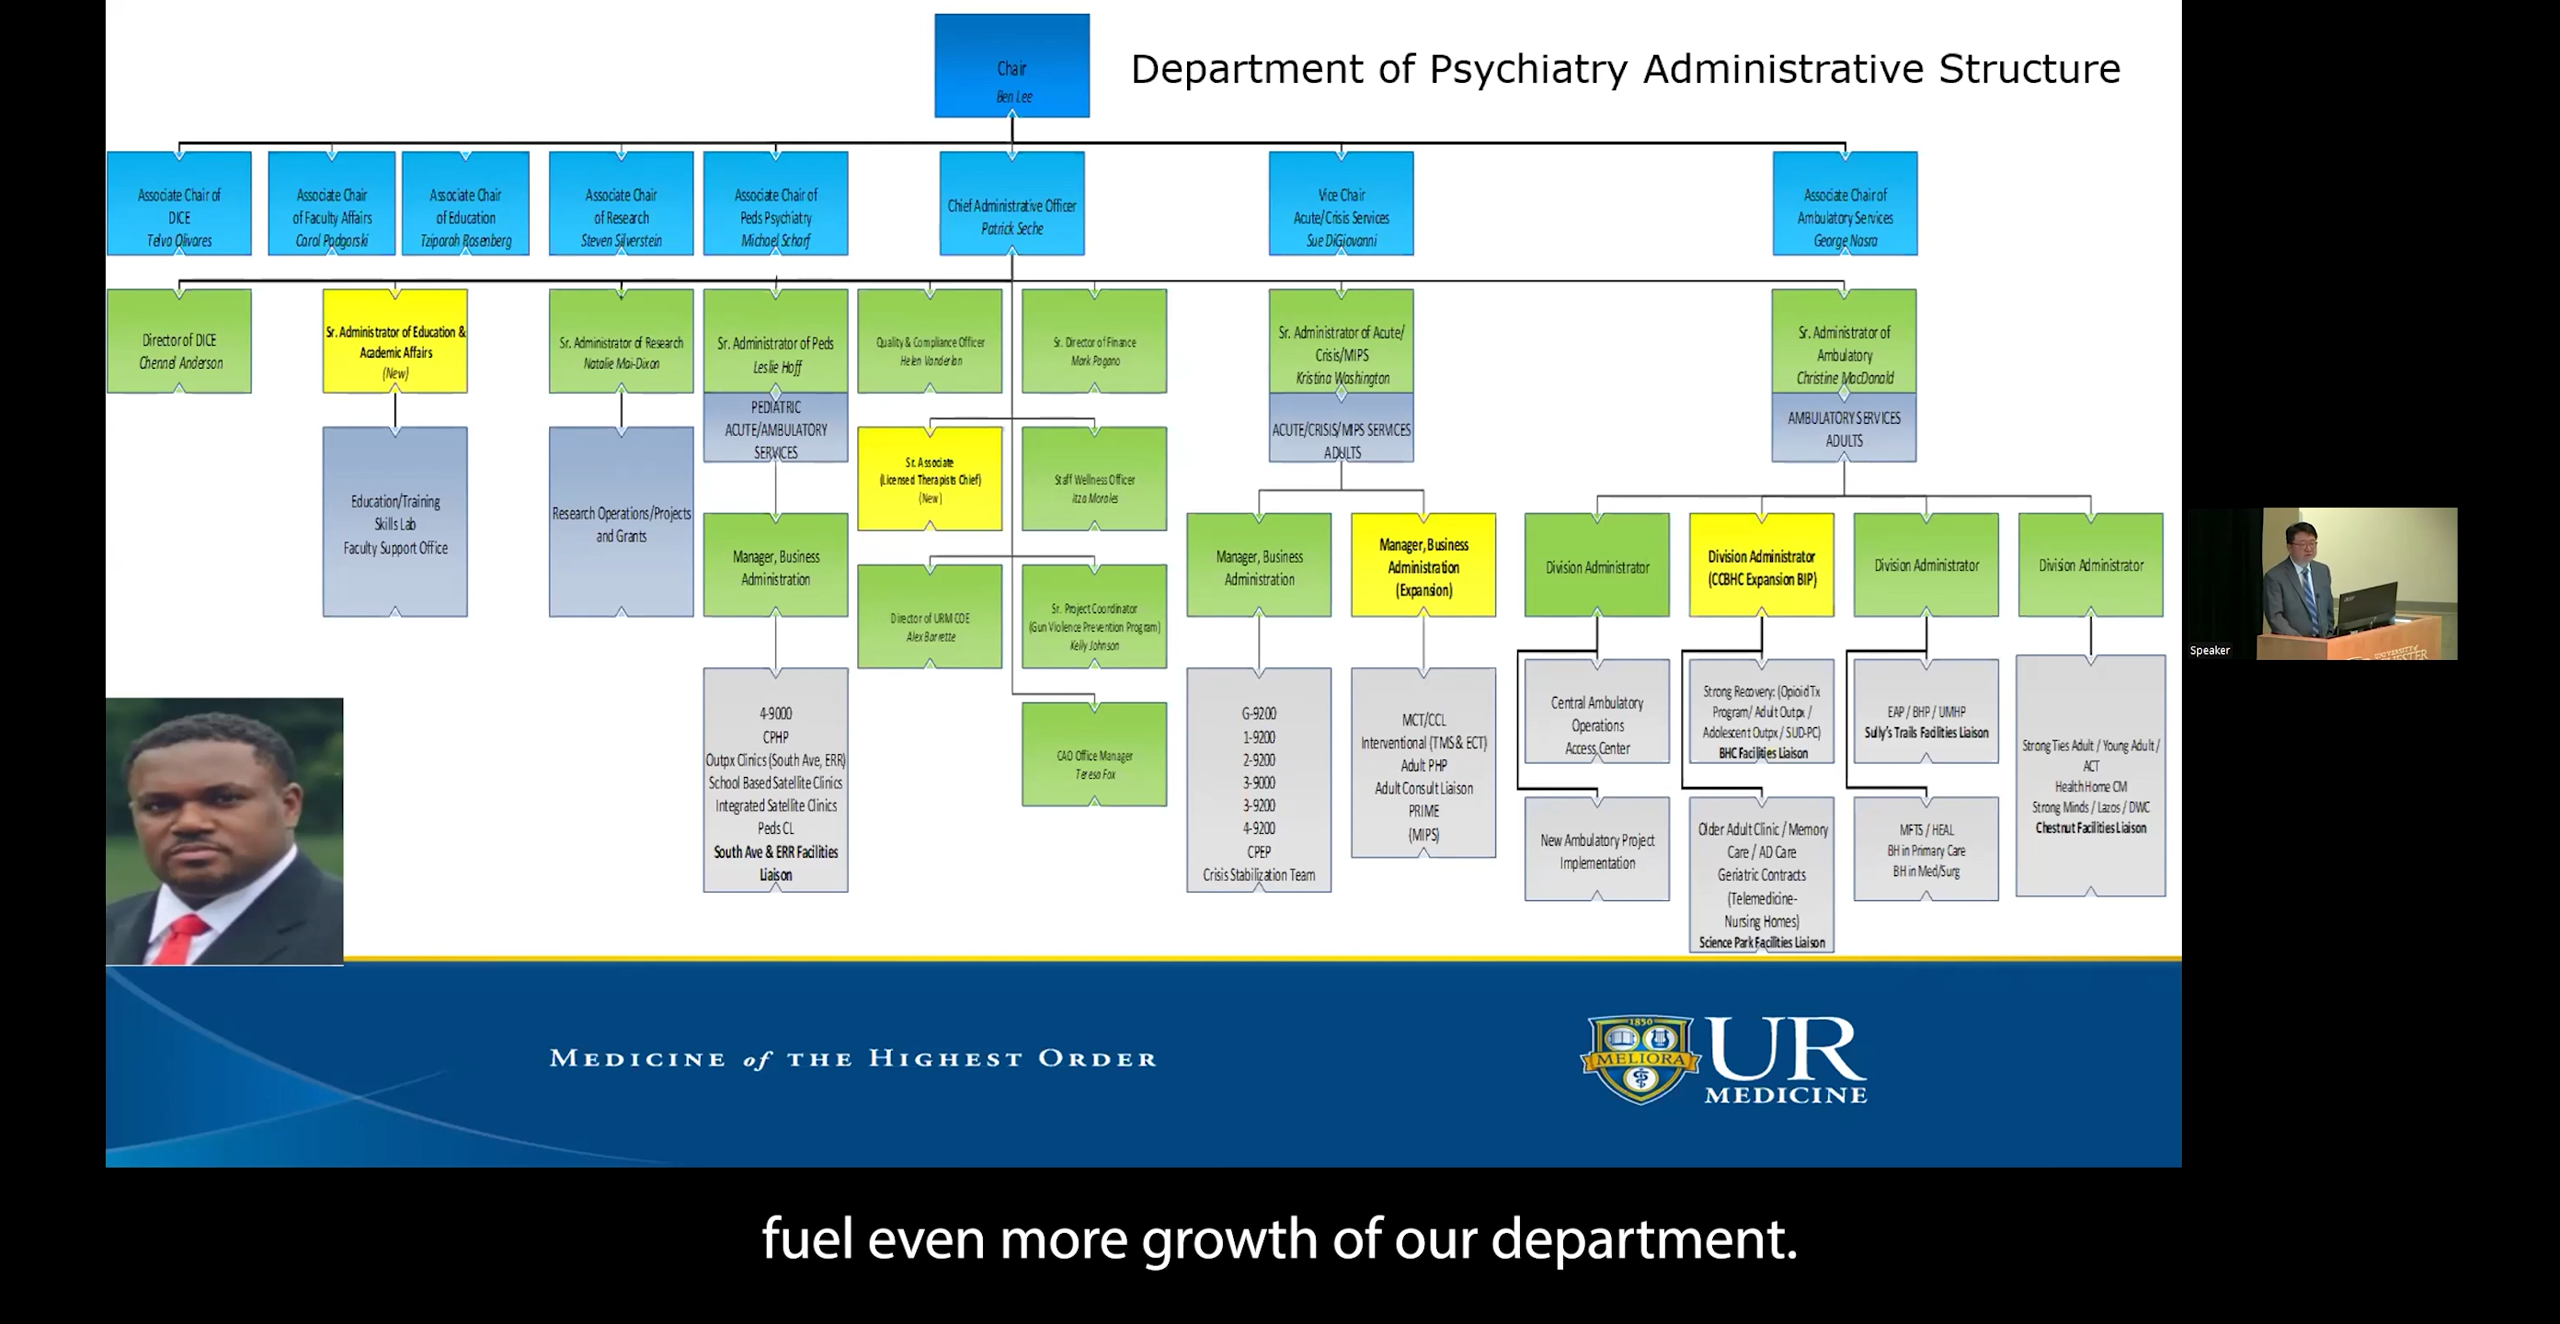 Department of Psychiatry Administrative Structure
Chair
Ben Lee
Associate Chair of
DICE
Telva Olivares
Associate Chair
of Faculty Affairs
Carol Podgorski
Associate Chair
of Education
Tziporah Rosenberg
Associate Chair
of Research
Steven Silverstein
Associate Chair of
Peds Psychiatry
Michael Scharf
Chief Administrative Officer
Patrick Seche
Vice Chair
Acute/Crisis Services
Sue DiGiovanni
Associate Chair of
Ambulatory Services
George Nasra
Director of DICE
Chennel Anderson
Sr. Administrator of Education &
Academic Affairs
(New)
Sr. Administrator of Research
Natalie Mai-Dixon
Sr. Administrator of Peds
Leslie Hoff
Quality & Compliance Officer
Helen Vanderlan
Sr. Director of Finance
Mark Pagano
Sr. Administrator of Acute/
Crisis/MIPS
Kristina Washington
Sr. Administrator of
Ambulatory
Christine MacDonald
PEDIATRIC
ACUTE/AMBULATORY
SERVICES
ACUTE/CRISIS/MIPS SERVICES
ADULTS
AMBULATORY SERVICES
ADULTS
Education/Training
Skills Lab
Faculty Support Office
Research Operations/Projects
and Grants
Sr. Associate
(Licensed Therapists Chief)
(New)
Staff Wellness Officer
Itza Morales
Manager, Business
Administration
Director of URM COE
Alex Barrette
Sr. Project Coordinator
(Gun Violence Prevention Program)
Kelly Johnson
Manager, Business
Administration
Manager, Business
Administration
(Expansion)
Division Administrator
Division Administrator
(CCBHC Expansion BIP)
Division Administrator
Division Administrator
4-9000
CPHP
Outpx Clinics (South Ave, ERR)
School Based Satellite Clinics
Integrated Satellite Clinics
Peds CL
South Ave & ERR Facilities
Liaison
CAO Office Manager
Teresa Fox
G-9200
1-9200
2-9200
3-9000
3-9200
4-9200
CPEP
Crisis Stabilization Team
MCT/CCL
Interventional (TMS & ECT)
Adult PHP
Adult Consult Liaison
PRIME
(MIPS)
Central Ambulatory
Operations
Access Center
New Ambulatory Project
Implementation
Strong Recovery: (Opioid Tx
Program/ Adult Outpx /
Adolescent Outpx / SUD-PC)
BHC Facilities Liaison
Older Adult Clinic / Memory
Care / AD Care
Geriatric Contracts
(Telemedicine-
Nursing Homes)
Science Park Facilities Liaison
EAP / BHP / UMHP
Sully's Trails Facilities Liaison
MFTS / HEAL
BH in Primary Care
BH in Med/Surg
Strong Ties Adult / Young Adult /
ACT
Health Home CM
Strong Minds / Lazos / DWC
Chestnut Facilities Liaison
Speaker
MEDICINE of THE HIGHEST ORDER
1850
MELIORA
UR
MEDICINE
fuel even more growth of our department.